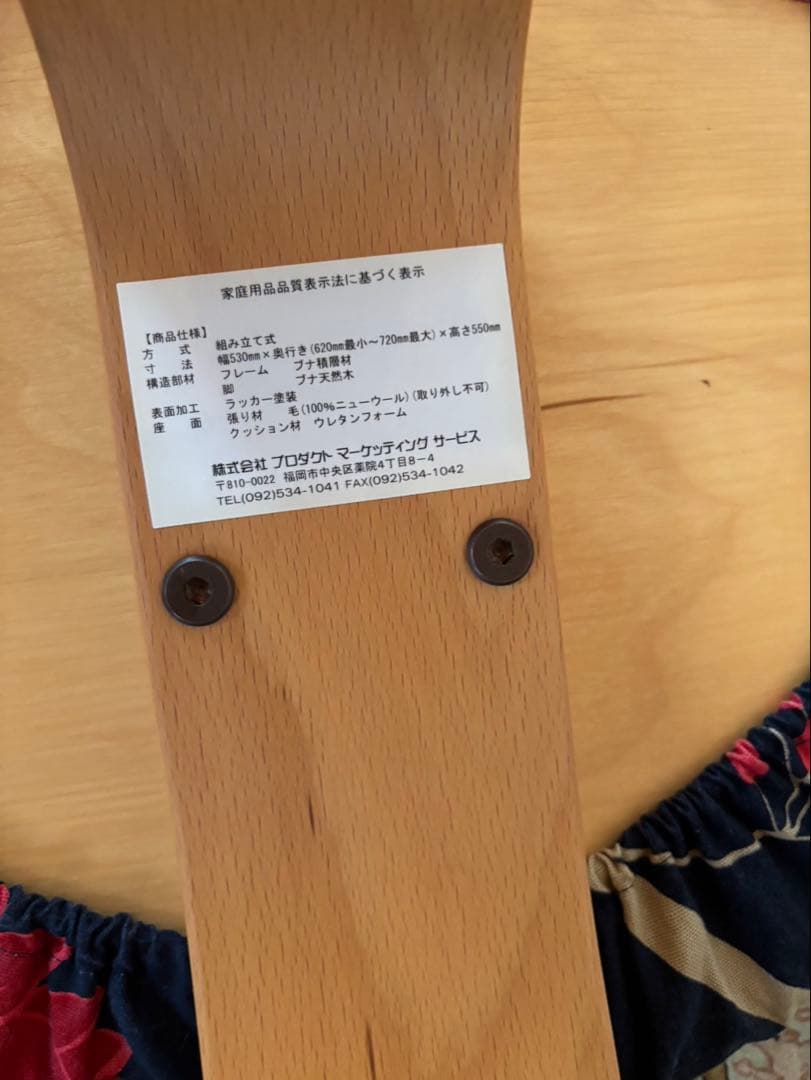 家庭用品品質表示法に基づく表示
【商品仕様】
方 式 組み立て式
寸 法 幅530mm×奥行き(620mm最小～720mm最大)×高さ550mm
構造部材 フレーム ブナ積層材
脚 ブナ天然木
表面加工 ラッカー塗装
座 面 張り材 毛(100%ニューウール)(取り外し不可)
クッション材 ウレタンフォーム
株式会社 プロダクト マーケッティング サービス
〒810-0022 福岡市中央区薬院4丁目8-4
TEL(092)534-1041 FAX(092)534-1042